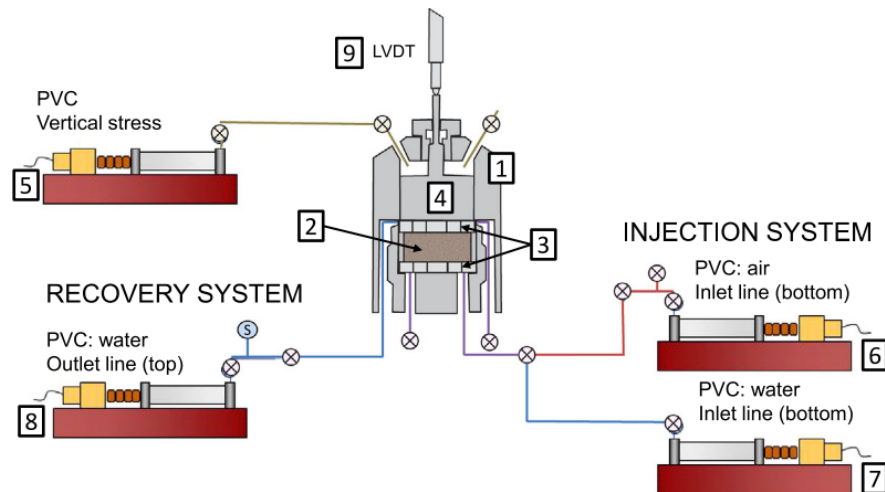 9 LVDT
PVC
Vertical stress
5
1
4
2
3
INJECTION SYSTEM
PVC: air
Inlet line (bottom)
6
RECOVERY SYSTEM
S
PVC: water
Outlet line (top)
8
PVC: water
Inlet line (bottom)
7